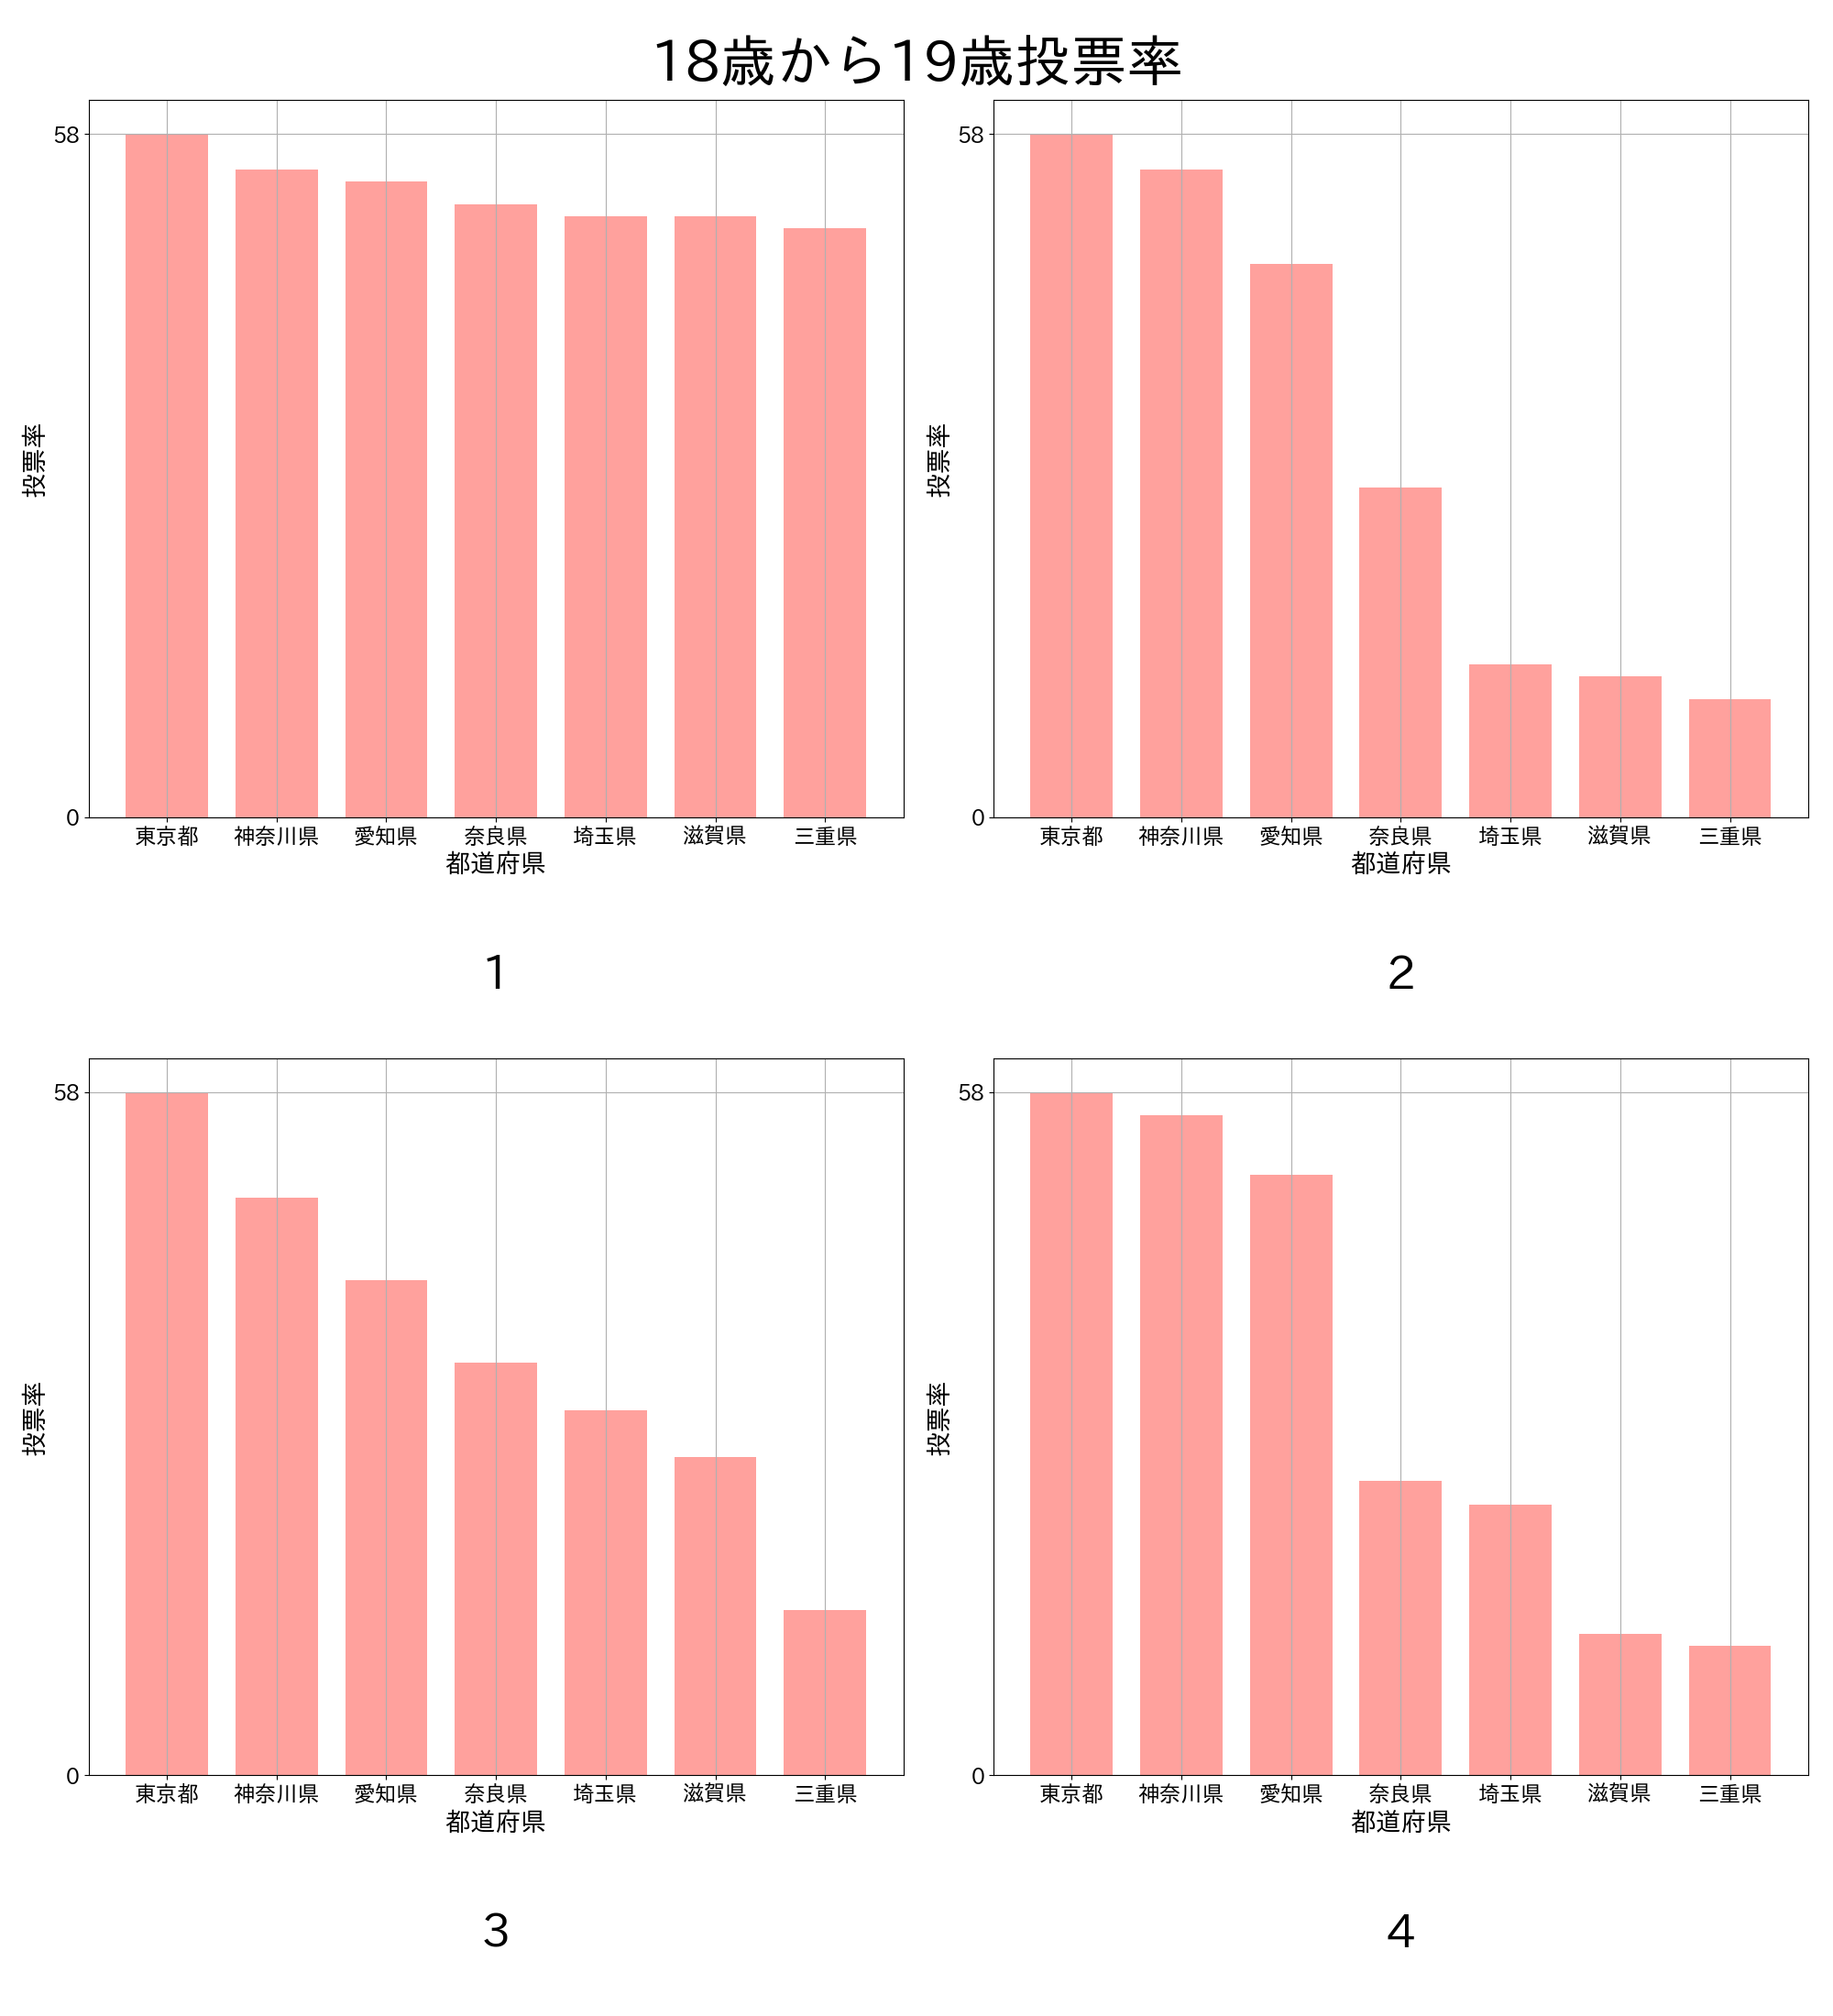 18歳から19歳投票率
58
0
投票率
東京都 神奈川県 愛知県 奈良県 埼玉県 滋賀県 三重県
都道府県
1
58
0
投票率
東京都 神奈川県 愛知県 奈良県 埼玉県 滋賀県 三重県
都道府県
2
58
0
投票率
東京都 神奈川県 愛知県 奈良県 埼玉県 滋賀県 三重県
都道府県
3
58
0
投票率
東京都 神奈川県 愛知県 奈良県 埼玉県 滋賀県 三重県
都道府県
4